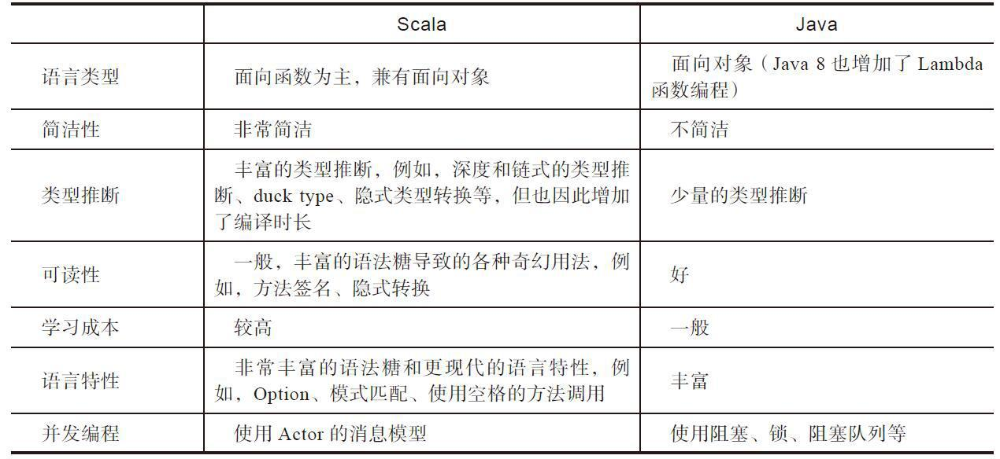 Scala
Java
语言类型
面向函数为主，兼有面向对象
面向对象（Java 8 也增加了 Lambda
函数编程）
简洁性
非常简洁
不简洁
类型推断
丰富的类型推断，例如，深度和链式的类型推
断、duck type、隐式类型转换等，但也因此增加
了编译时长
少量的类型推断
可读性
一般，丰富的语法糖导致的各种奇幻用法，例
如，方法签名、隐式转换
好
学习成本
较高
一般
语言特性
非常丰富的语法糖和更现代的语言特性，例
如，Option、模式匹配、使用空格的方法调用
丰富
并发编程
使用 Actor 的消息模型
使用阻塞、锁、阻塞队列等